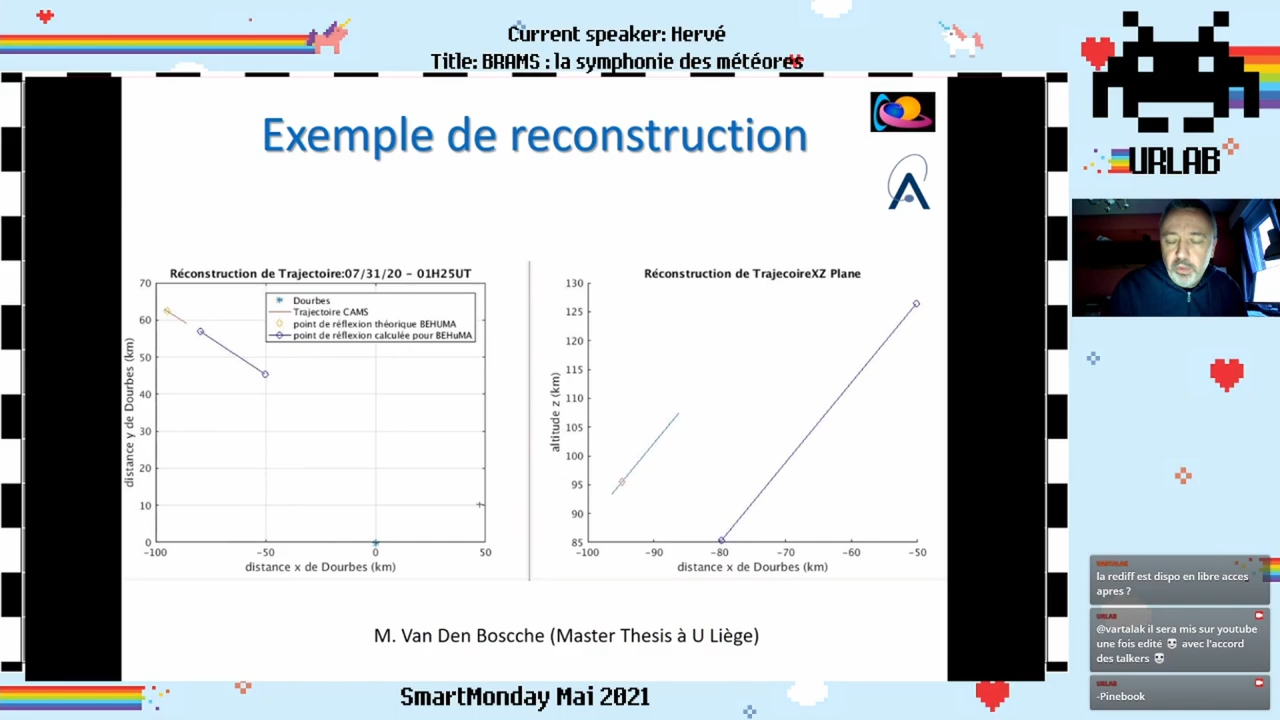 Current speaker: Hervé
Title: BRAMS : la symphonie des météores
URLAB
Exemple de reconstruction
Réconstruction de Trajectoire:07/31/20 - 01H25UT
70
60
50
40
30
20
10
0
-100
-50
0
50
distance y de Dourbes (km)
distance x de Dourbes (km)
Dourbes
Trajectoire CAMS
point de réflexion théorique BEHUMA
point de réflexion calculée pour BEHuMA
Réconstruction de TrajecoireXZ Plane
130
125
120
115
110
105
100
95
90
85
-100
-90
-80
-70
-60
-50
altitude z (km)
distance x de Dourbes (km)
M. Van Den Boscche (Master Thesis à U Liège)
VARTALAK
la rediff est dispo en libre acces
apres ?
URLAB
@vartalak il sera mis sur youtube
une fois edité avec l'accord
des talkers
URLAB
-Pinebook
SmartMonday Mai 2021